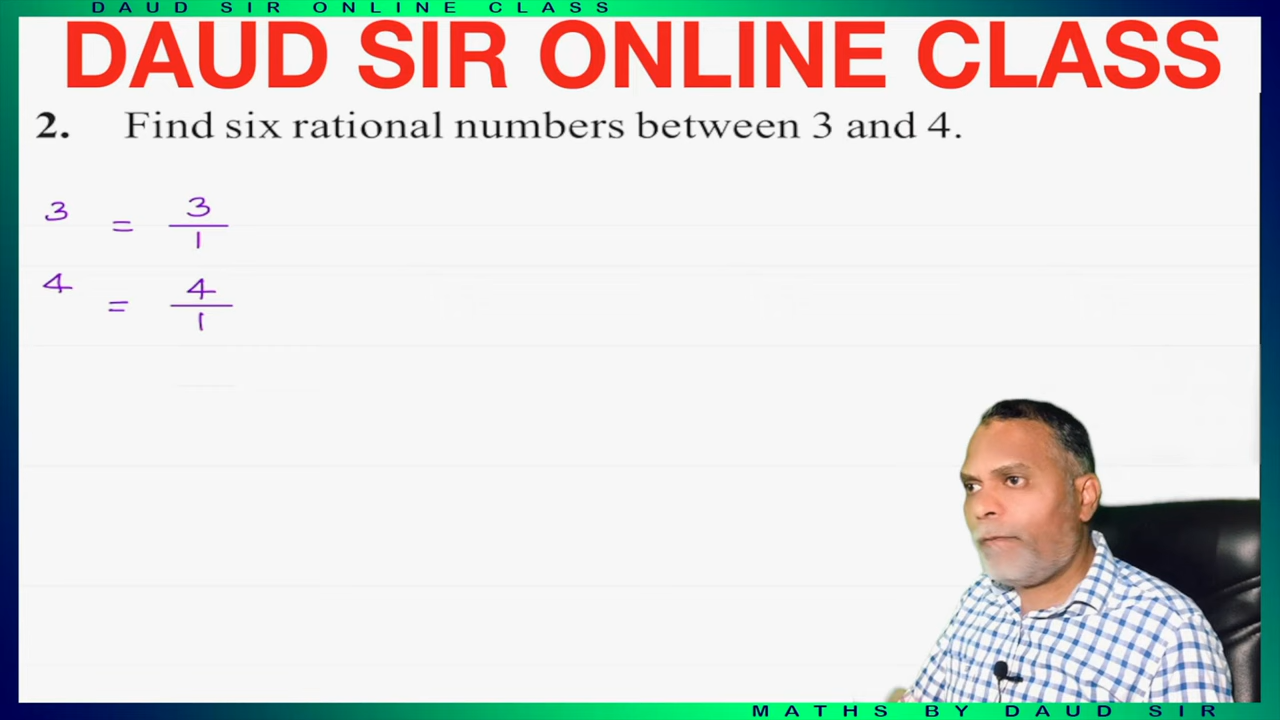 DAUD SIR ONLINE CLASS
DAUD SIR ONLINE CLASS
2. Find six rational numbers between 3 and 4.
3 = 3/1
4 = 4/1
MATHS BY DAUD SIR